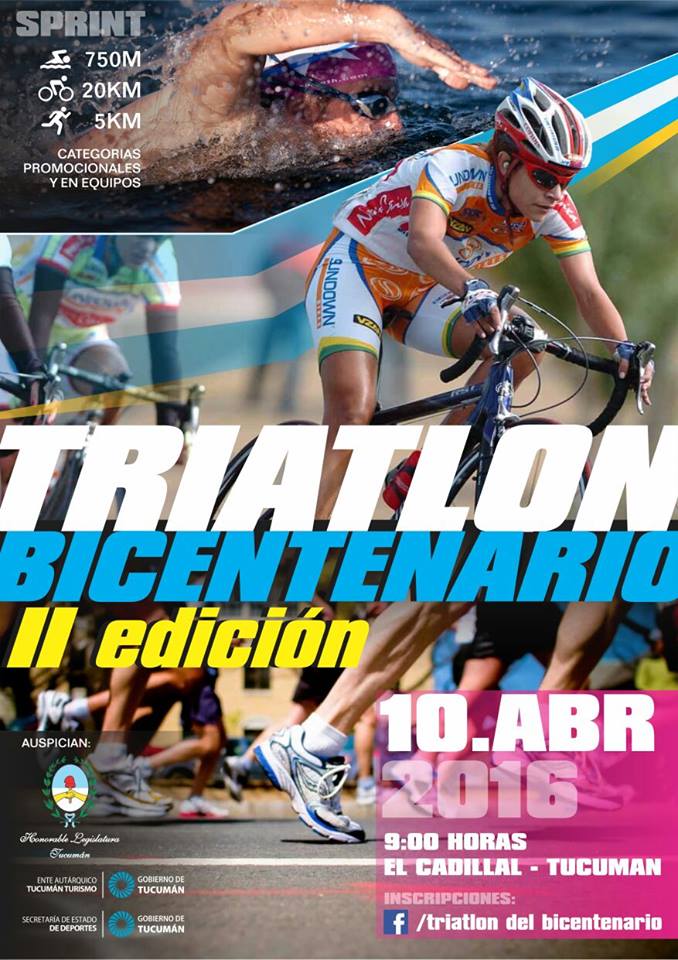 SPRINT
750M
20KM
5KM
CATEGORIAS
PROMOCIONALES
Y EN EQUIPOS
SUNDOWN
TRIATLON
BICENTENARIO
II edición
10.ABR
2016
9:00 HORAS
EL CADILLAL - TUCUMAN
INSCRIPCIONES:
f /triatlon del bicentenario
AUSPICIAN:
Honorable Legislatura
Tucumán
ENTE AUTÁRQUICO
TUCUMÁN TURISMO
GOBIERNO DE
TUCUMÁN
SECRETARÍA DE ESTADO
DE DEPORTES
GOBIERNO DE
TUCUMÁN